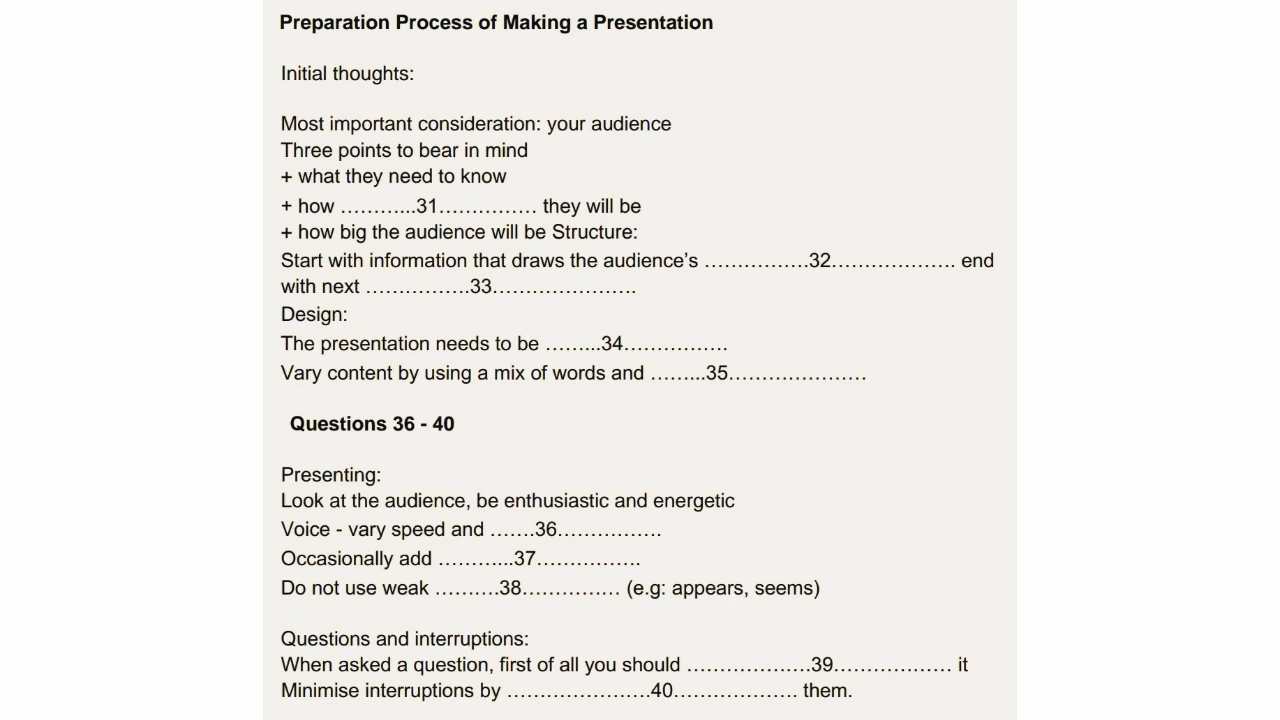 Preparation Process of Making a Presentation
Initial thoughts:
Most important consideration: your audience
Three points to bear in mind
+ what they need to know
+ how ………...31…………… they will be
+ how big the audience will be Structure:
Start with information that draws the audience’s …………….32………………. end
with next …………….33………………….
Design:
The presentation needs to be ……...34…………….
Vary content by using a mix of words and ……...35…………………
Questions 36 - 40
Presenting:
Look at the audience, be enthusiastic and energetic
Voice - vary speed and …….36…………….
Occasionally add ………...37…………….
Do not use weak ……….38…………… (e.g: appears, seems)
Questions and interruptions:
When asked a question, first of all you should ……………….39……………… it
Minimise interruptions by ………………….40………………. them.